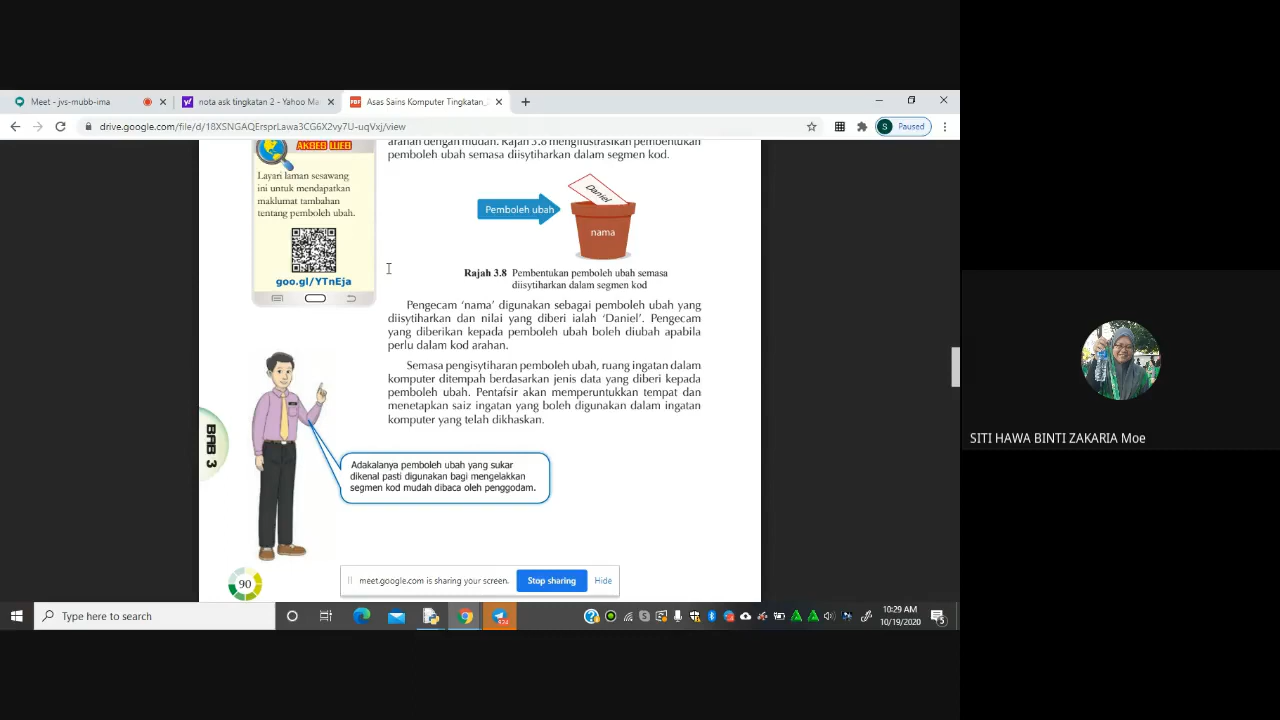 Meet - jvs-mubb-ima
nota ask tingkatan 2 - Yahoo Ma
Asas Sains Komputer Tingkatan_
drive.google.com/file/d/18XSNGAQErsprLawa3CG6X2vy7U-uqVxj/view
S
Paused
AKSES WEB
Layari laman sesawang
ini untuk mendapatkan
maklumat tambahan
tentang pemboleh ubah.
goo.gl/YTnEja
arahan dengan mudah. Rajah 3.8 mengilustrasikan pembentukan
pemboleh ubah semasa diisytiharkan dalam segmen kod.
Daniel
Pemboleh ubah
nama
Rajah 3.8 Pembentukan pemboleh ubah semasa
diisytiharkan dalam segmen kod
Pengecam ‘nama’ digunakan sebagai pemboleh ubah yang
diisytiharkan dan nilai yang diberi ialah ‘Daniel’. Pengecam
yang diberikan kepada pemboleh ubah boleh diubah apabila
perlu dalam kod arahan.
Semasa pengisytiharan pemboleh ubah, ruang ingatan dalam
komputer ditempah berdasarkan jenis data yang diberi kepada
pemboleh ubah. Pentafsir akan memperuntukkan tempat dan
menetapkan saiz ingatan yang boleh digunakan dalam ingatan
komputer yang telah dikhaskan.
BAB 3
Adakalanya pemboleh ubah yang sukar
dikenal pasti digunakan bagi mengelakkan
segmen kod mudah dibaca oleh penggodam.
90
meet.google.com is sharing your screen.
Stop sharing
Hide
SITI HAWA BINTI ZAKARIA Moe
Type here to search
10:29 AM
10/19/2020
5